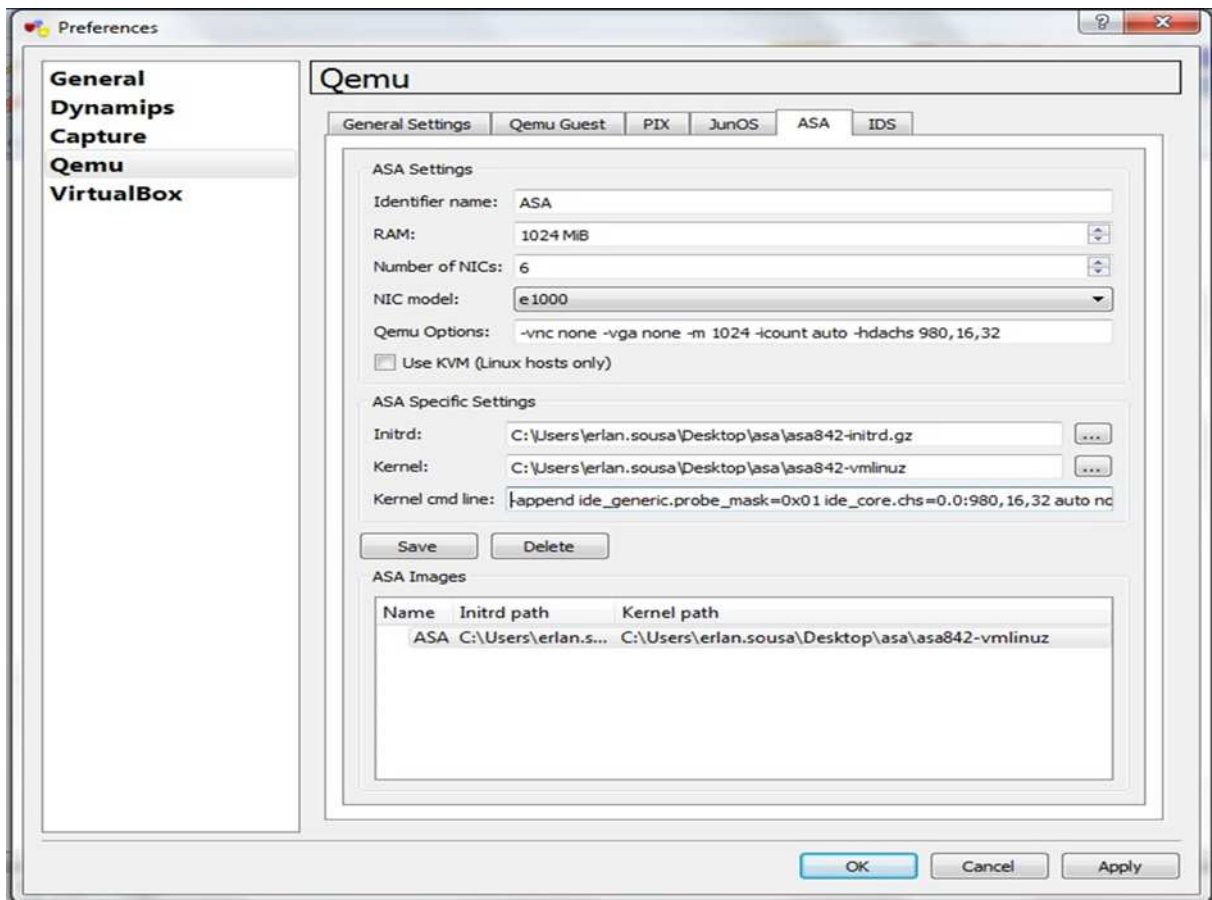 Preferences
General
Dynamips
Capture
Qemu
VirtualBox
Qemu
General Settings
Qemu Guest
PIX
JunOS
ASA
IDS
ASA Settings
Identifier name: ASA
RAM: 1024 MiB
Number of NICs: 6
NIC model: e1000
Qemu Options: -vnc none -vga none -m 1024 -icount auto -hdachs 980,16,32
Use KVM (Linux hosts only)
ASA Specific Settings
Initrd: C:\Users\erlan.sousa\Desktop\asa\asa842-initrd.gz ...
Kernel: C:\Users\erlan.sousa\Desktop\asa\asa842-vmlinuz ...
Kernel cmd line: -append ide_generic.probe_mask=0x01 ide_core.chs=0.0:980,16,32 auto nc
Save Delete
ASA Images
Name Initrd path Kernel path
ASA C:\Users\erlan.s... C:\Users\erlan.sousa\Desktop\asa\asa842-vmlinuz
OK Cancel Apply